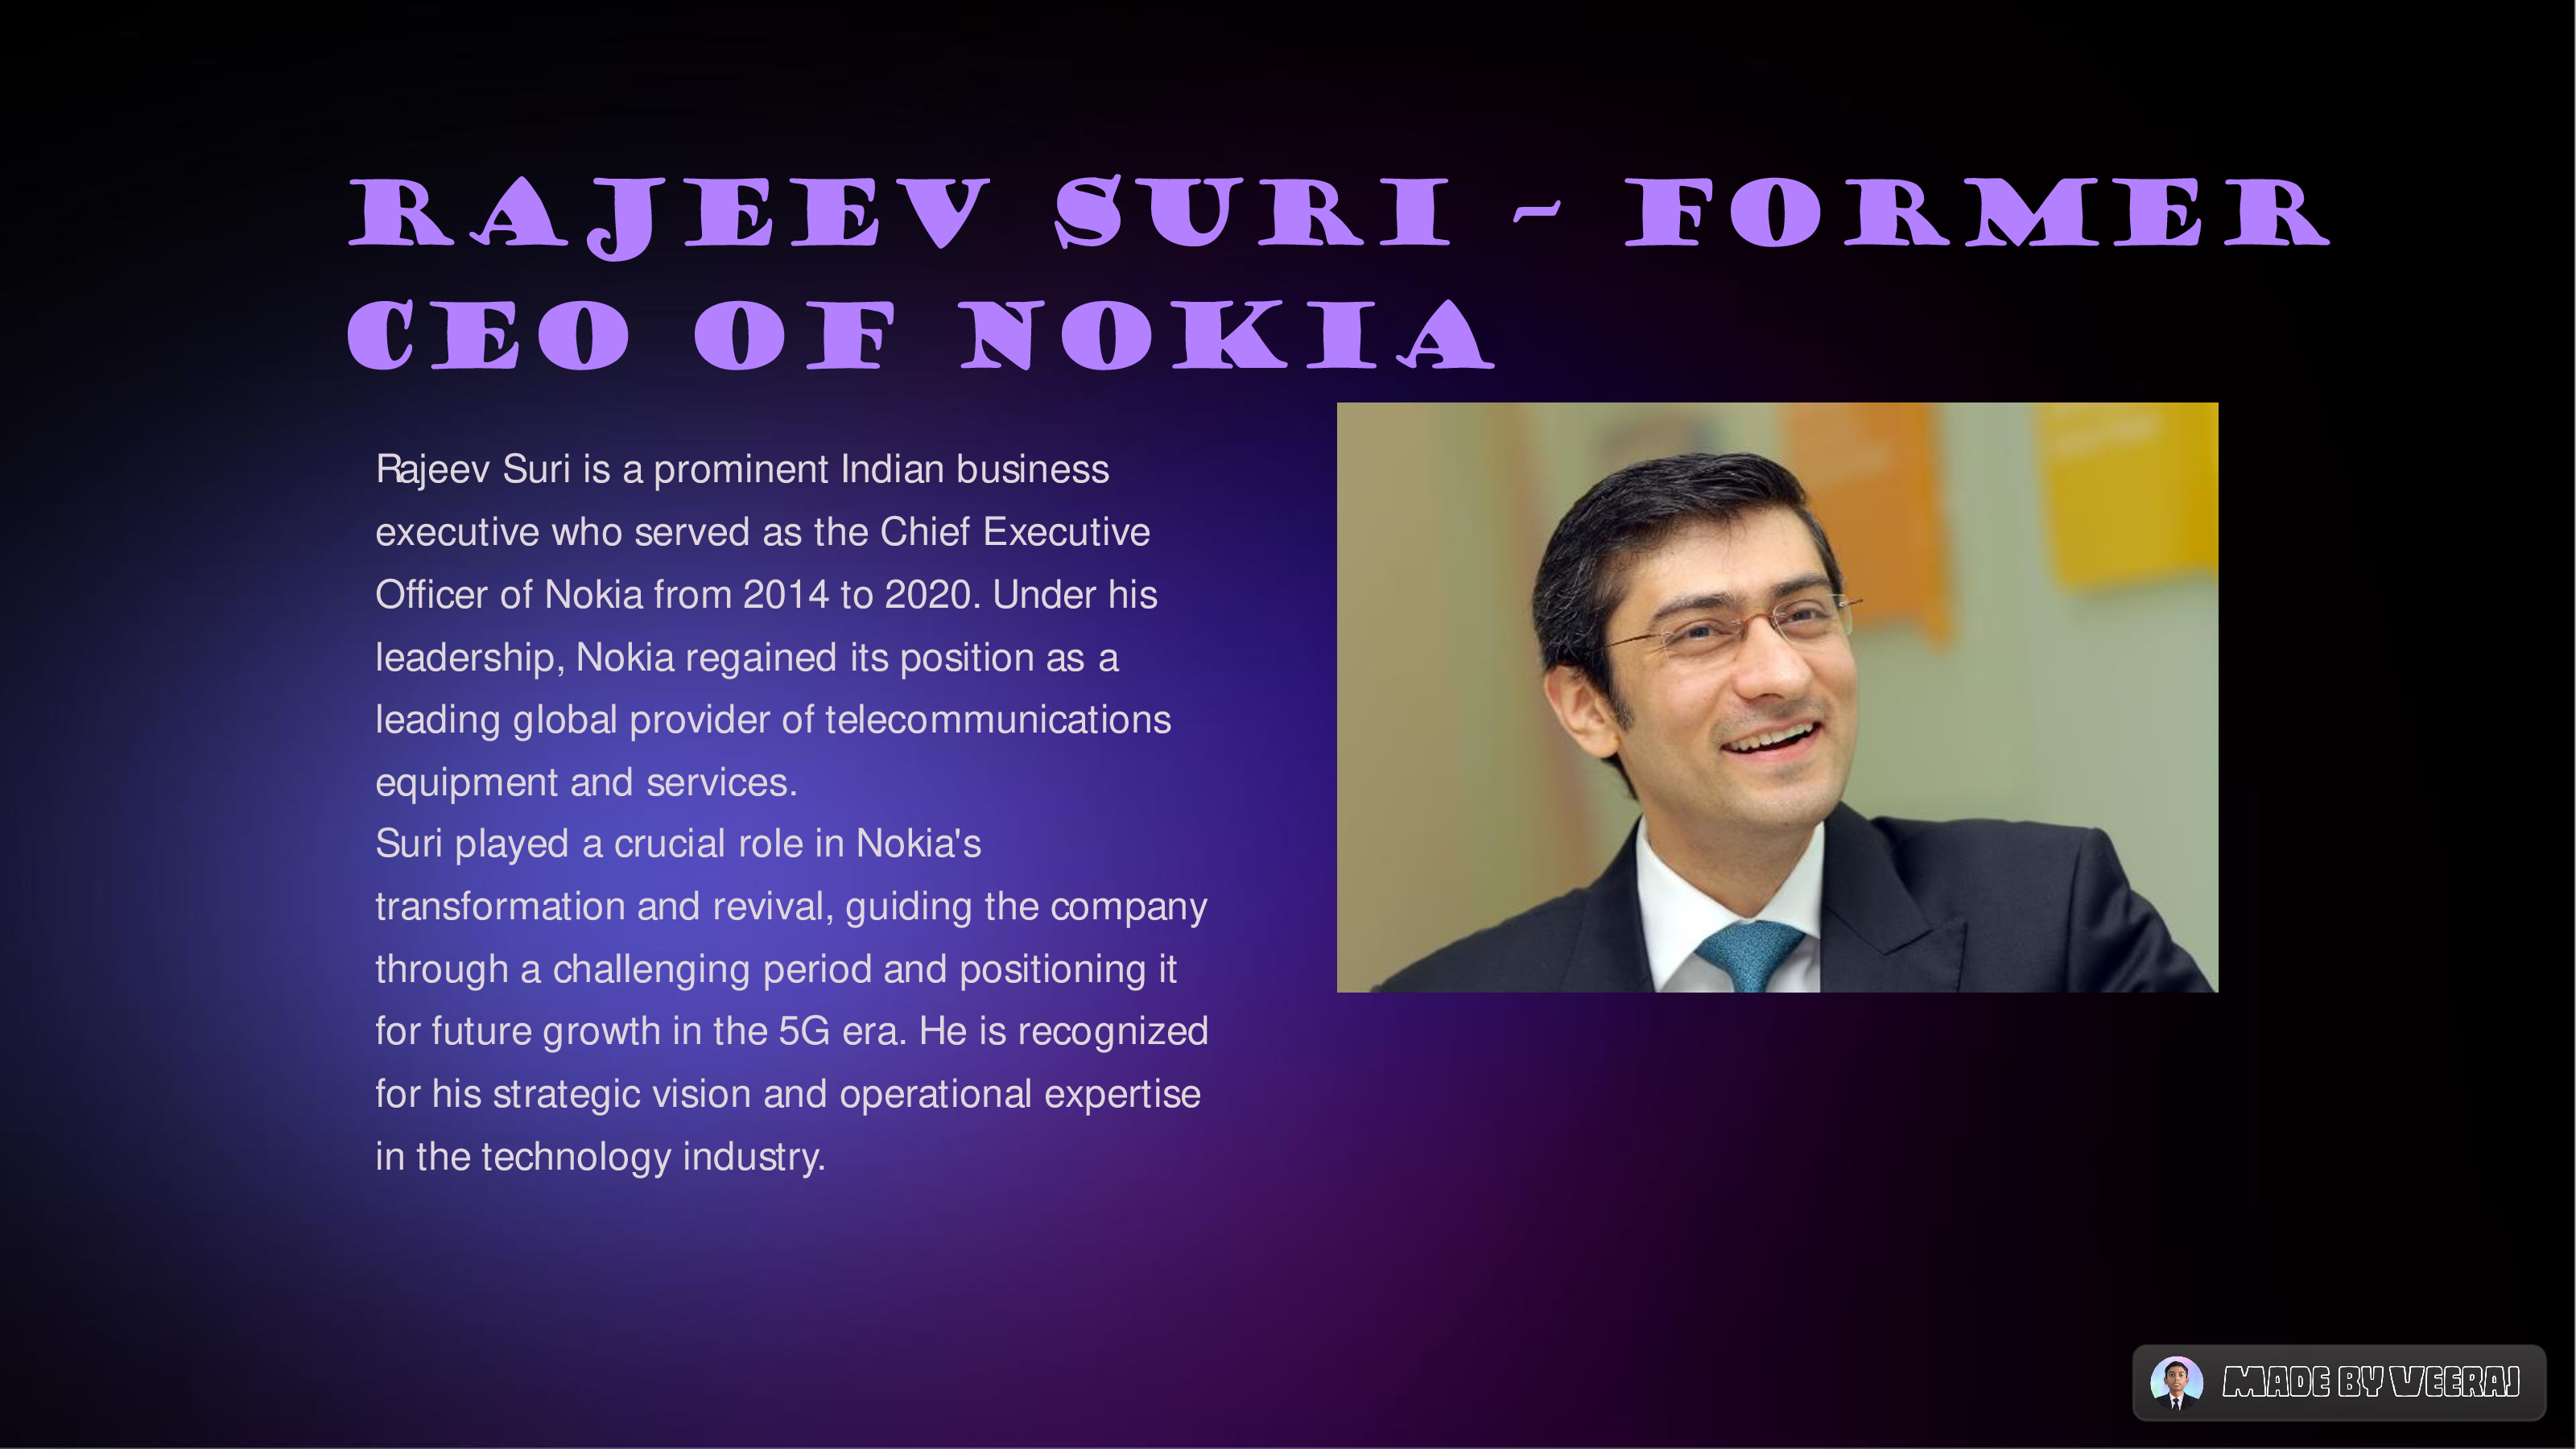 RAJEEV SURI - FORMER
CEO OF NOKIA
Rajeev Suri is a prominent Indian business
executive who served as the Chief Executive
Officer of Nokia from 2014 to 2020. Under his
leadership, Nokia regained its position as a
leading global provider of telecommunications
equipment and services.
Suri played a crucial role in Nokia's
transformation and revival, guiding the company
through a challenging period and positioning it
for future growth in the 5G era. He is recognized
for his strategic vision and operational expertise
in the technology industry.
MADE BY VEERAJ